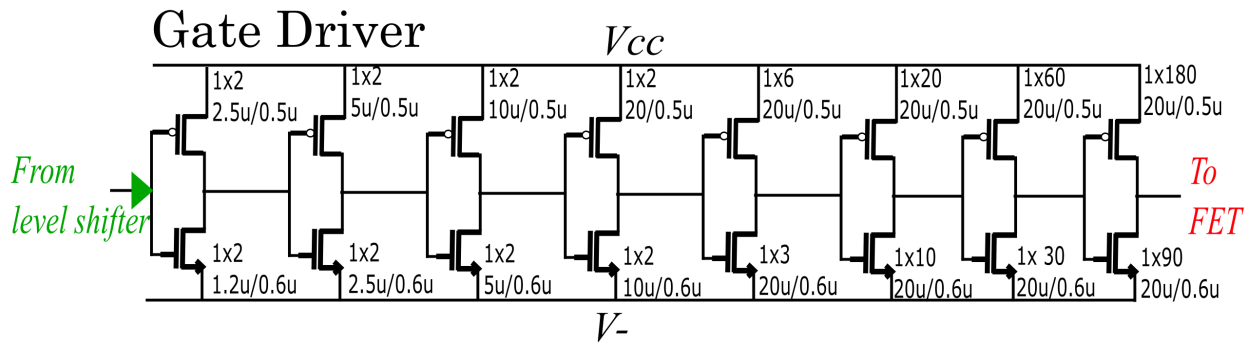 Gate Driver
Vcc
1x2
2.5u/0.5u
1x2
5u/0.5u
1x2
10u/0.5u
1x2
20/0.5u
1x6
20u/0.5u
1x20
20u/0.5u
1x60
20u/0.5u
1x180
20u/0.5u
From
level shifter
To
FET
1x2
1.2u/0.6u
1x2
2.5u/0.6u
1x2
5u/0.6u
1x2
10u/0.6u
1x3
20u/0.6u
1x10
20u/0.6u
1x 30
20u/0.6u
1x90
20u/0.6u
V-